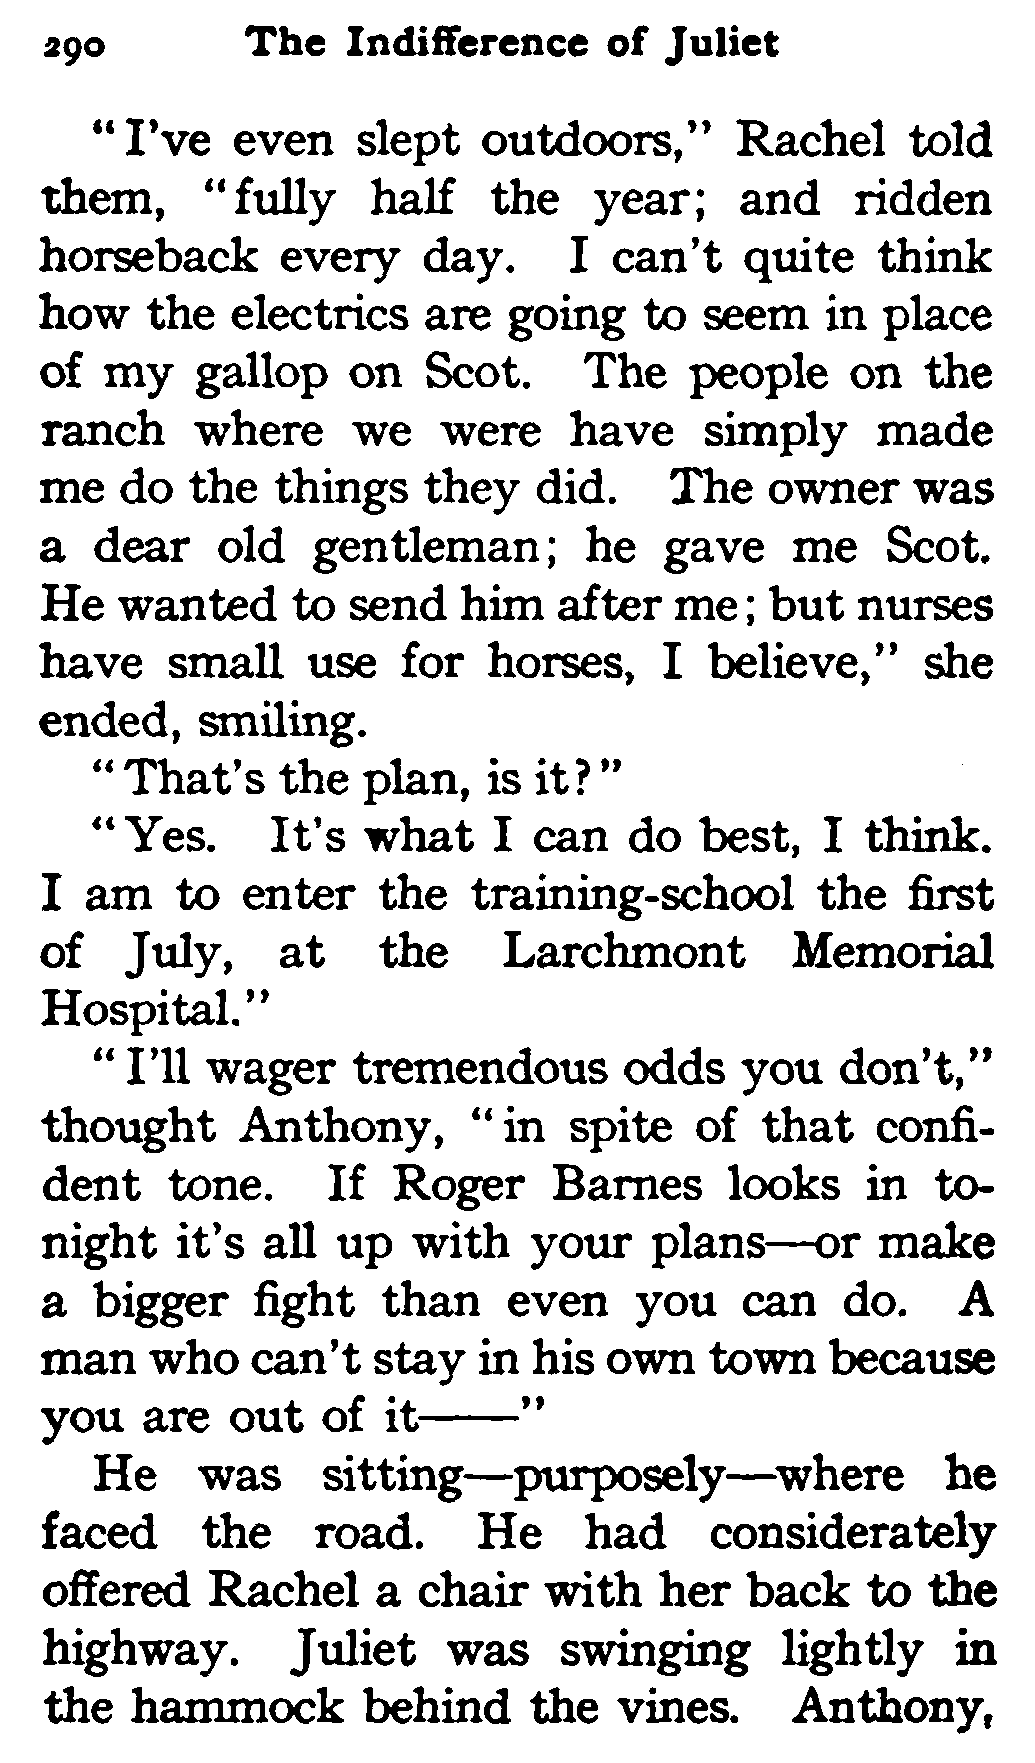 290 The Indifference of Juliet
"I've even slept outdoors," Rachel told
them, "fully half the year; and ridden
horseback every day. I can't quite think
how the electrics are going to seem in place
of my gallop on Scot. The people on the
ranch where we were have simply made
me do the things they did. The owner was
a dear old gentleman; he gave me Scot.
He wanted to send him after me; but nurses
have small use for horses, I believe," she
ended, smiling.
"That's the plan, is it?"
"Yes. It's what I can do best, I think.
I am to enter the training-school the first
of July, at the Larchmont Memorial
Hospital."
"I'll wager tremendous odds you don't,"
thought Anthony, "in spite of that confi-
dent tone. If Roger Barnes looks in to-
night it's all up with your plans—or make
a bigger fight than even you can do. A
man who can't stay in his own town because
you are out of it——"
He was sitting—purposely—where he
faced the road. He had considerately
offered Rachel a chair with her back to the
highway. Juliet was swinging lightly in
the hammock behind the vines. Anthony,